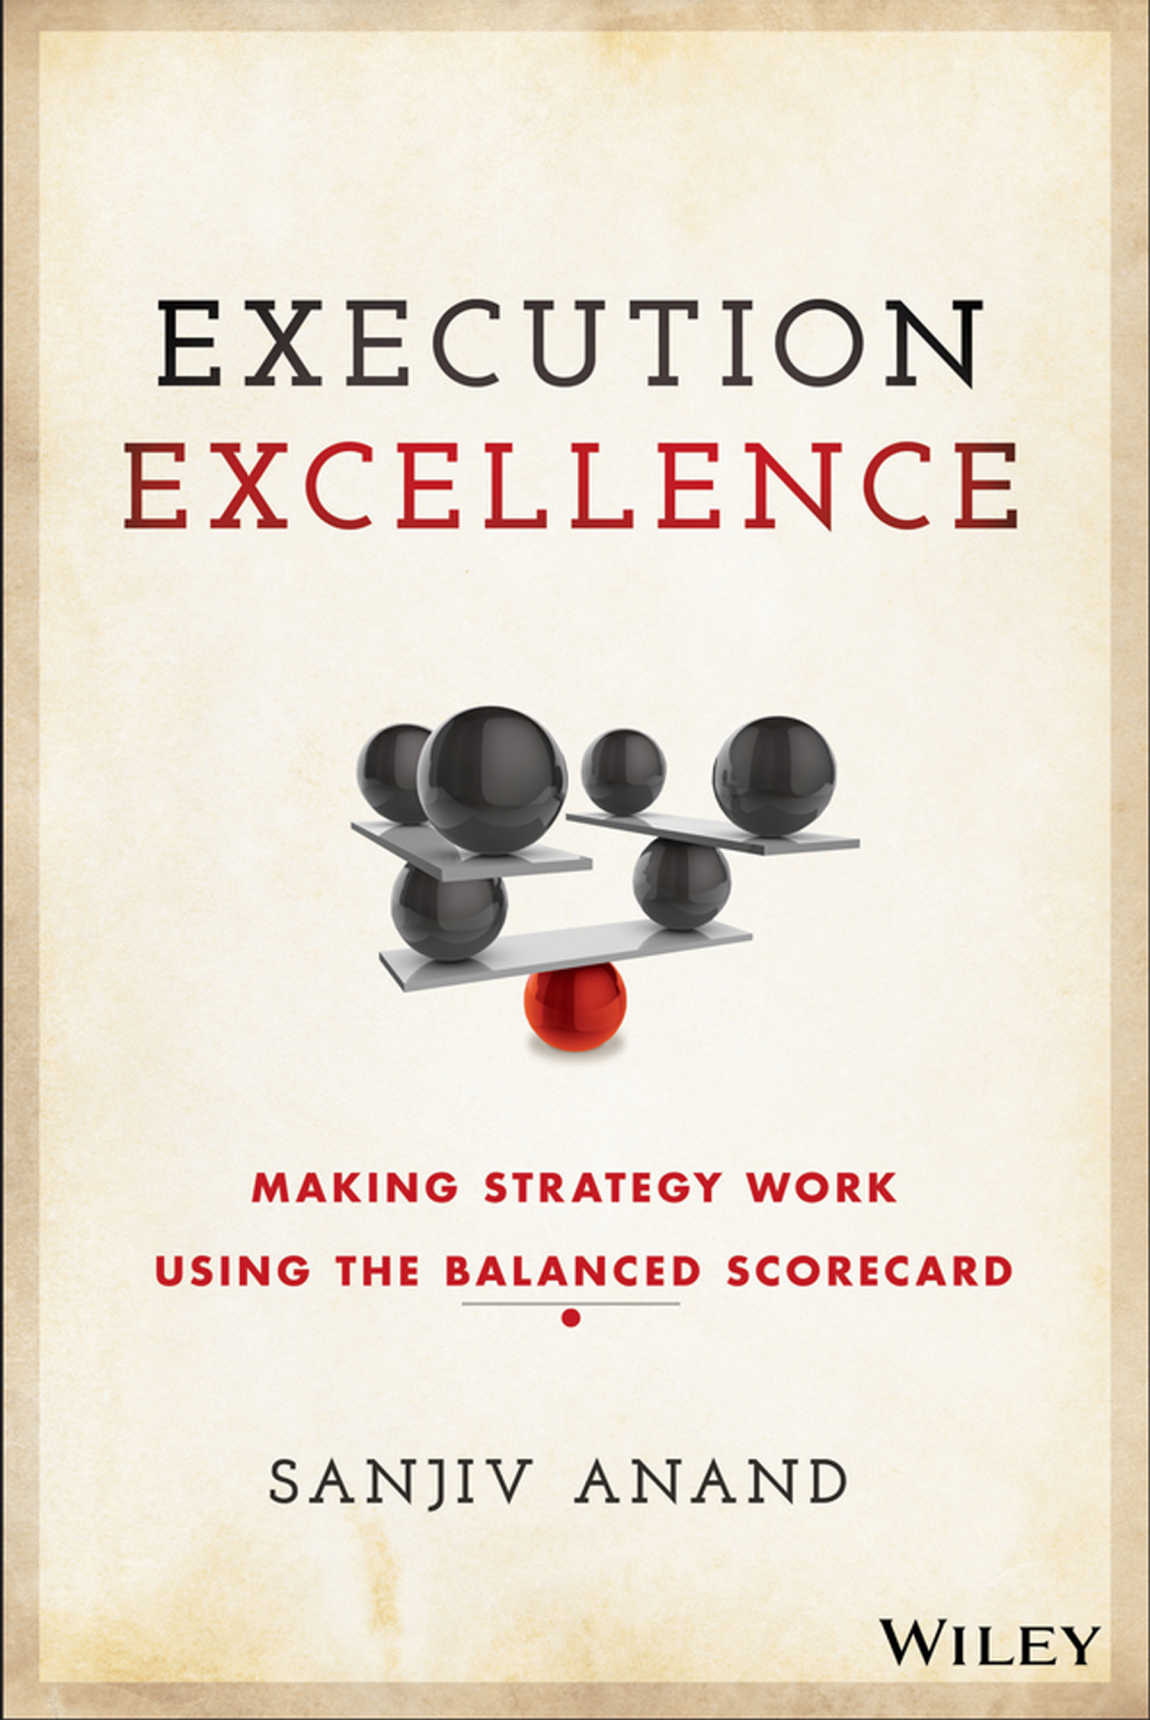 EXECUTION
EXCELLENCE
MAKING STRATEGY WORK
USING THE BALANCED SCORECARD
SANJIV ANAND
WILEY